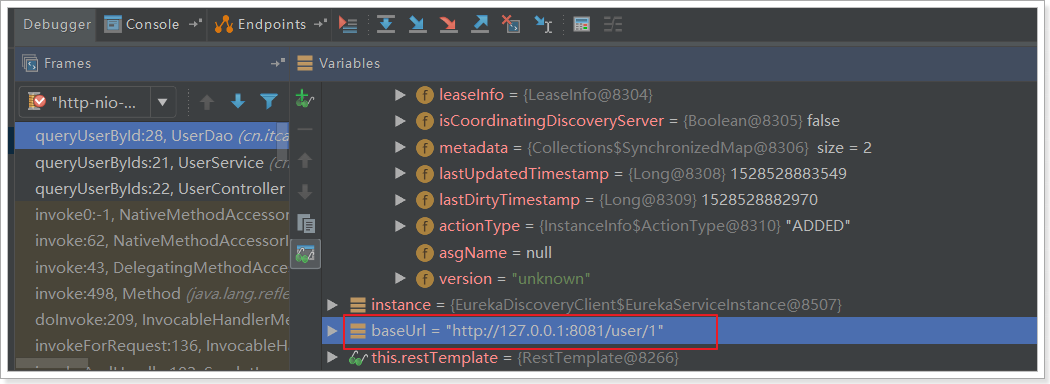 Debugger Console Endpoints
Frames
Variables
"http-nio-...
queryUserById:28, UserDao (cn.itca
queryUserByIds:21, UserService (cn
queryUserByIds:22, UserController
invoke0:-1, NativeMethodAccessor
invoke:62, NativeMethodAccessorI
invoke:43, DelegatingMethodAcce
invoke:498, Method (java.lang.refle
doInvoke:209, InvocableHandlerMe
invokeForRequest:136, InvocableHa
leaseInfo = {LeaseInfo@8304}
isCoordinatingDiscoveryServer = {Boolean@8305} false
metadata = {Collections$SynchronizedMap@8306} size = 2
lastUpdatedTimestamp = {Long@8308} 1528528883549
lastDirtyTimestamp = {Long@8309} 1528528882970
actionType = {InstanceInfo$ActionType@8310} "ADDED"
asgName = null
version = "unknown"
instance = {EurekaDiscoveryClient$EurekaServiceInstance@8507}
baseUrl = "http://127.0.0.1:8081/user/1"
this.restTemplate = {RestTemplate@8266}